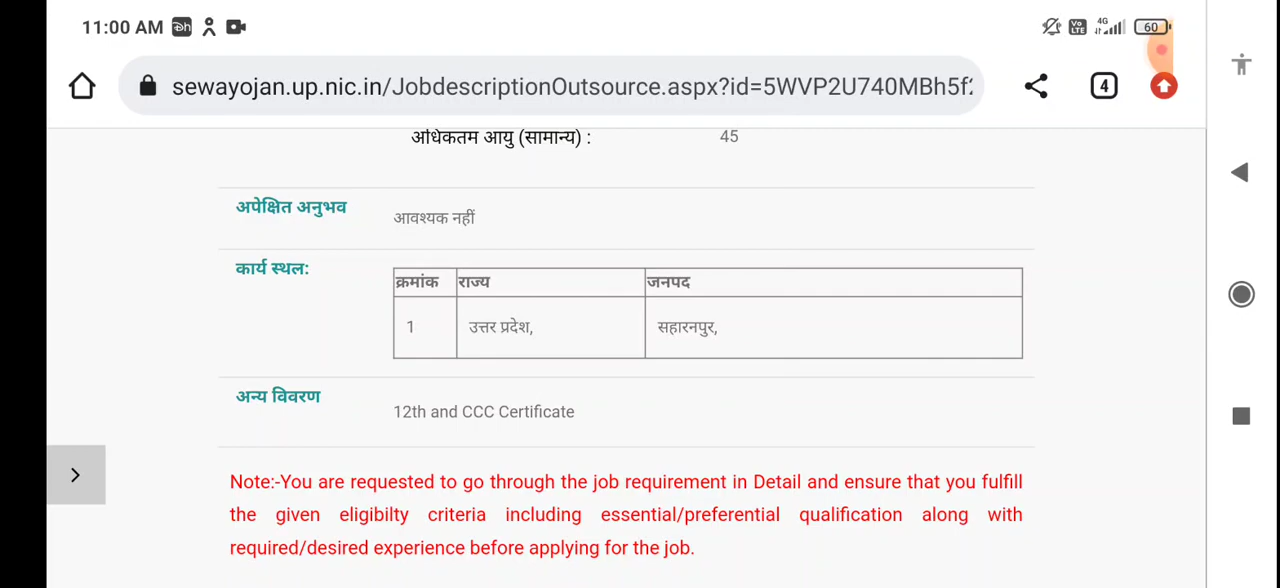 11:00 AM
Vo LTE 4G 60
sewayojan.up.nic.in/JobdescriptionOutsource.aspx?id=5WVP2U740MBh5f
4
अधिकतम आयु (सामान्य) : 45
अपेक्षित अनुभव
आवश्यक नहीं
कार्य स्थल:
क्रमांक राज्य जनपद
1 उत्तर प्रदेश, सहारनपुर,
अन्य विवरण
12th and CCC Certificate
Note:-You are requested to go through the job requirement in Detail and ensure that you fulfill
the given eligibilty criteria including essential/preferential qualification along with
required/desired experience before applying for the job.